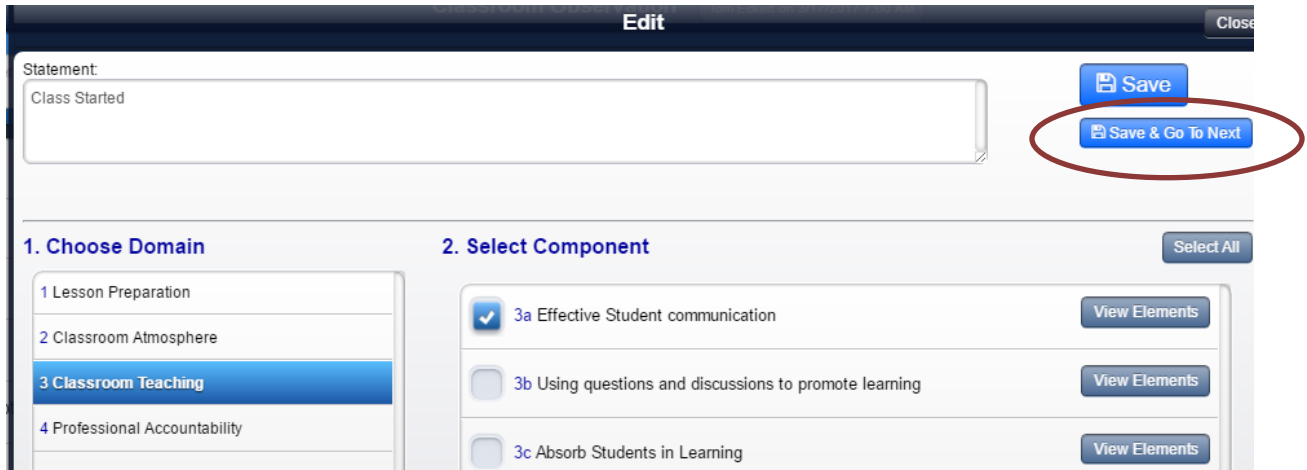 Classroom Observation
Edit
Close
Statement:
Class Started
Save
Save & Go To Next
1. Choose Domain
1 Lesson Preparation
2 Classroom Atmosphere
3 Classroom Teaching
4 Professional Accountability
2. Select Component
Select All
3a Effective Student communication
View Elements
3b Using questions and discussions to promote learning
View Elements
3c Absorb Students in Learning
View Elements